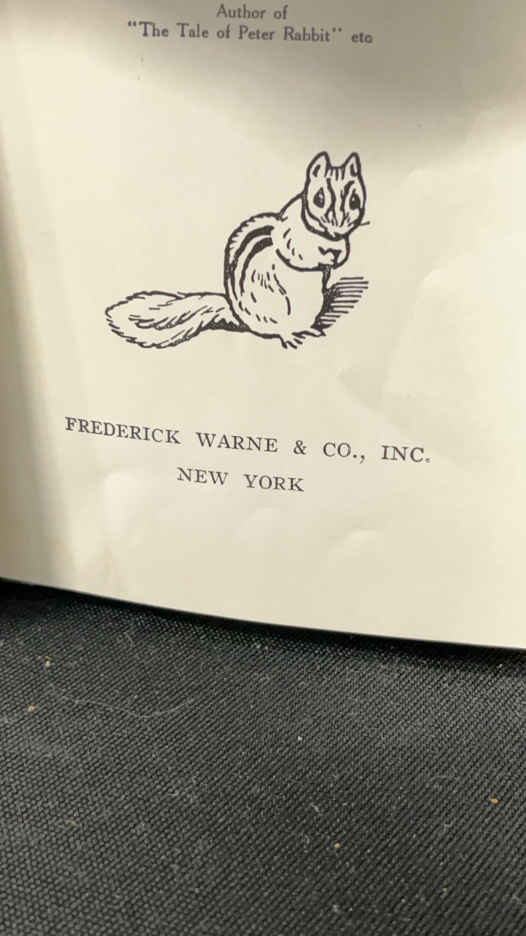 Author of
"The Tale of Peter Rabbit" etc
FREDERICK WARNE & CO., INC.
NEW YORK